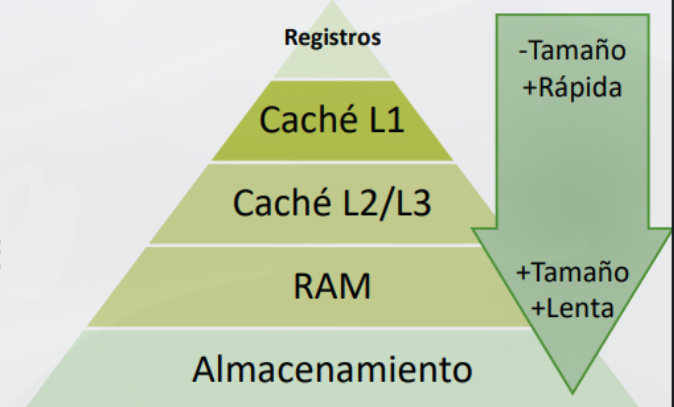 Registros
Caché L1
Caché L2/L3
RAM
Almacenamiento
-Tamaño
+Rápida
+Tamaño
+Lenta